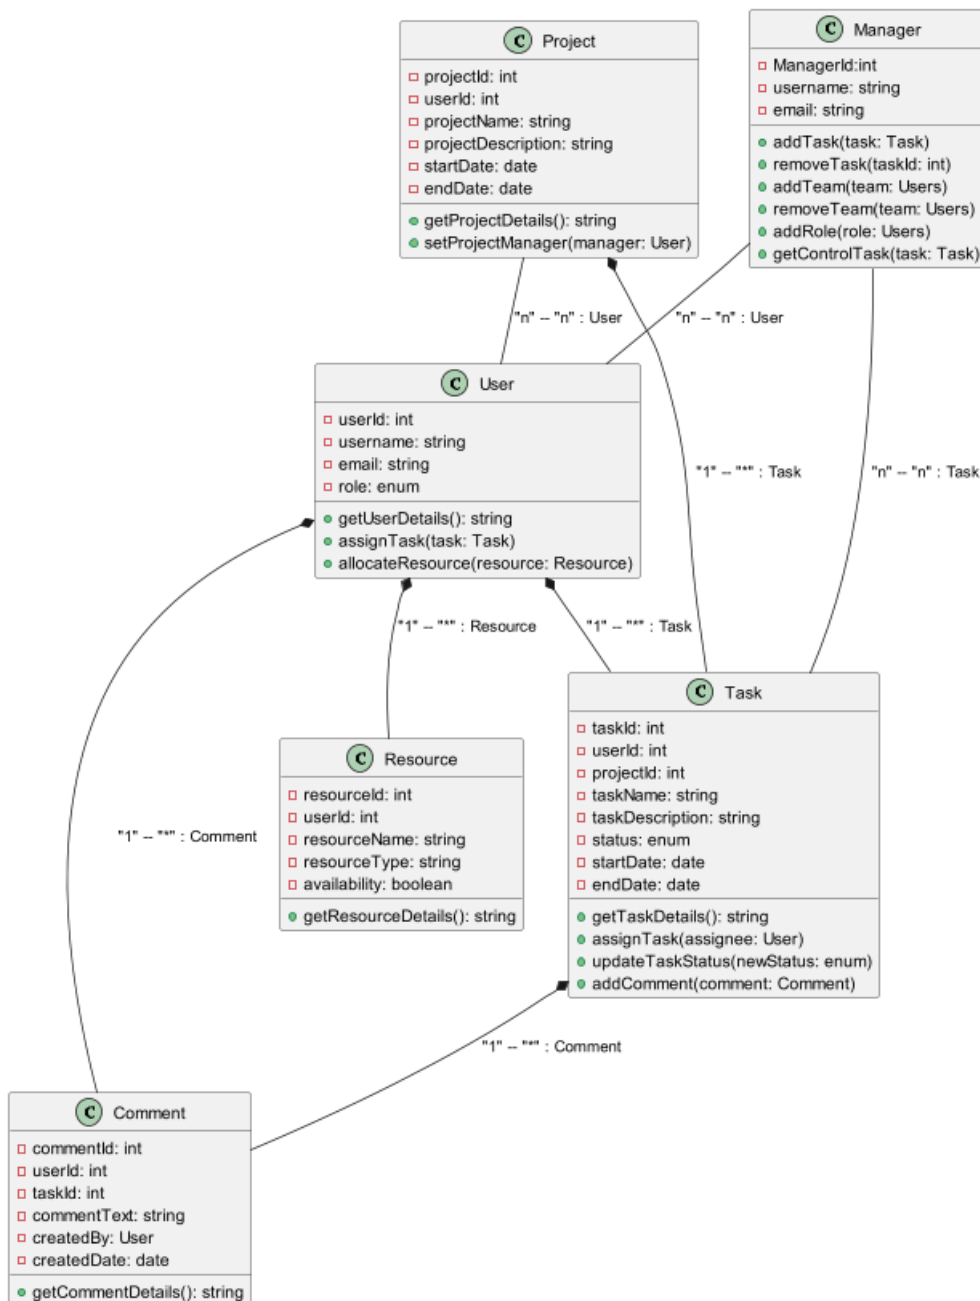 C Project
projectId: int
userId: int
projectName: string
projectDescription: string
startDate: date
endDate: date
getProjectDetails(): string
setProjectManager(manager: User)
C Manager
ManagerId:int
username: string
email: string
addTask(task: Task)
removeTask(taskId: int)
addTeam(team: Users)
removeTeam(team: Users)
addRole(role: Users)
getControlTask(task: Task)
"n" -- "n" : User
"n" -- "n" : User
C User
userId: int
username: string
email: string
role: enum
getUserDetails(): string
assignTask(task: Task)
allocateResource(resource: Resource)
"1" -- "*" : Task
"n" -- "n" : Task
"1" -- "*" : Resource
"1" -- "*" : Task
C Resource
resourceId: int
userId: int
resourceName: string
resourceType: string
availability: boolean
getResourceDetails(): string
C Task
taskId: int
userId: int
projectId: int
taskName: string
taskDescription: string
status: enum
startDate: date
endDate: date
getTaskDetails(): string
assignTask(assignee: User)
updateTaskStatus(newStatus: enum)
addComment(comment: Comment)
"1" -- "*" : Comment
"1" -- "*" : Comment
C Comment
commentId: int
userId: int
taskId: int
commentText: string
createdBy: User
createdDate: date
getCommentDetails(): string